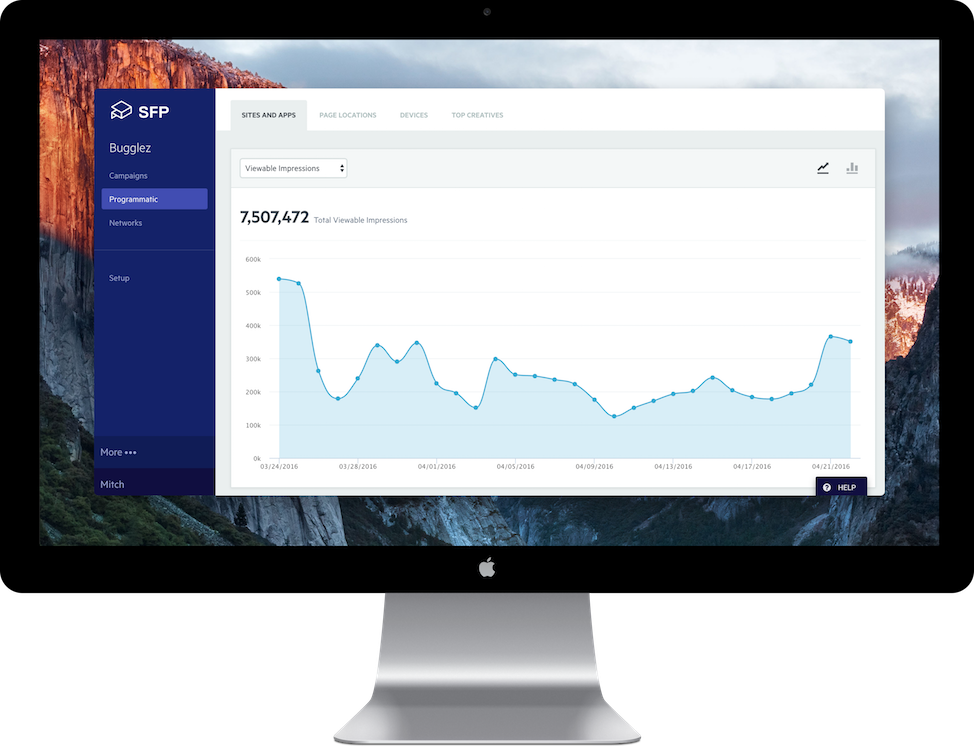 SFP
Bugglez
Campaigns
Programmatic
Networks
Setup
More •••
Mitch
SITES AND APPS
PAGE LOCATIONS
DEVICES
TOP CREATIVES
Viewable Impressions
7,507,472 Total Viewable Impressions
600k
500k
400k
300k
200k
100k
0k
03/24/2016 03/28/2016 04/01/2016 04/05/2016 04/09/2016 04/13/2016 04/17/2016 04/21/2016
? HELP